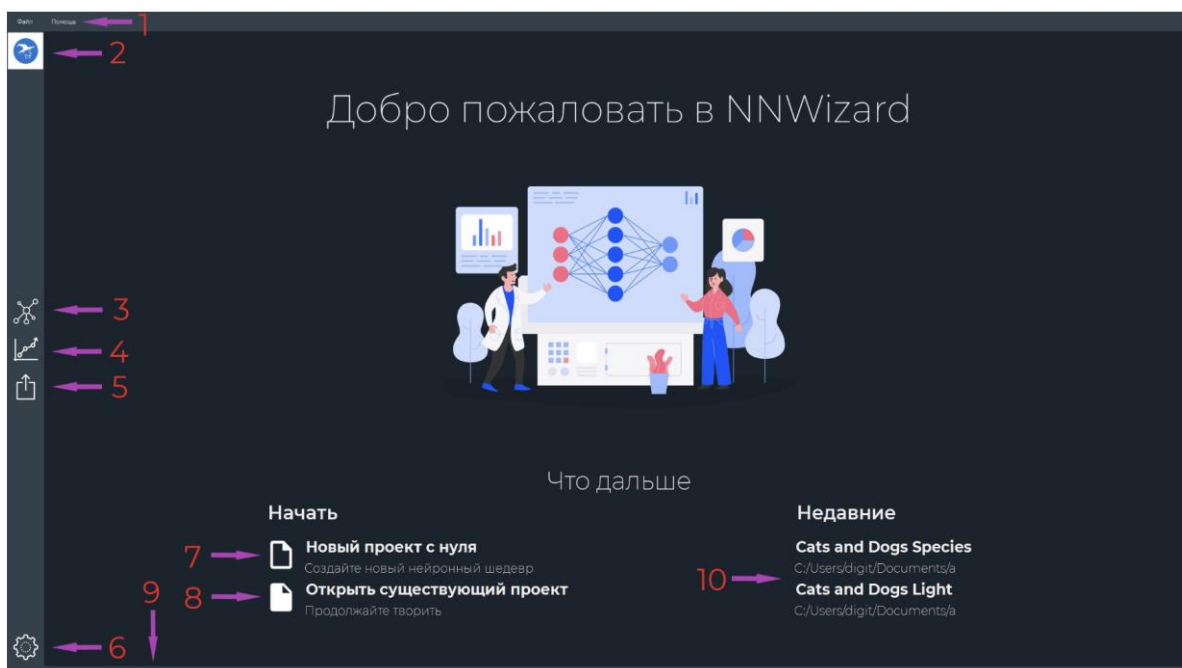 Файл Помощь 1
2
Добро пожаловать в NNWizard
3
4
5
Что дальше
Начать
Недавние
7 Новый проект с нуля
Создайте новый нейронный шедевр
8 Открыть существующий проект
Продолжайте творить
10
Cats and Dogs Species
C:/Users/digit/Documents/a
Cats and Dogs Light
C:/Users/digit/Documents/a
9
6